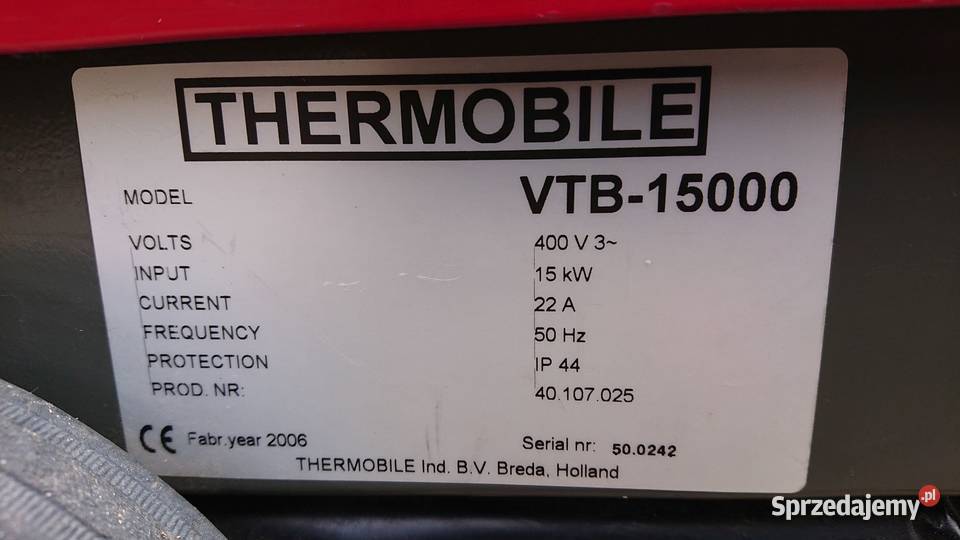 THERMOBILE
MODEL VTB-15000
VOLTS 400 V 3~
INPUT 15 kW
CURRENT 22 A
FREQUENCY 50 Hz
PROTECTION IP 44
PROD. NR: 40.107.025
CE Fabr.year 2006 Serial nr: 50.0242
THERMOBILE Ind. B.V. Breda, Holland
Sprzedajemy.pl